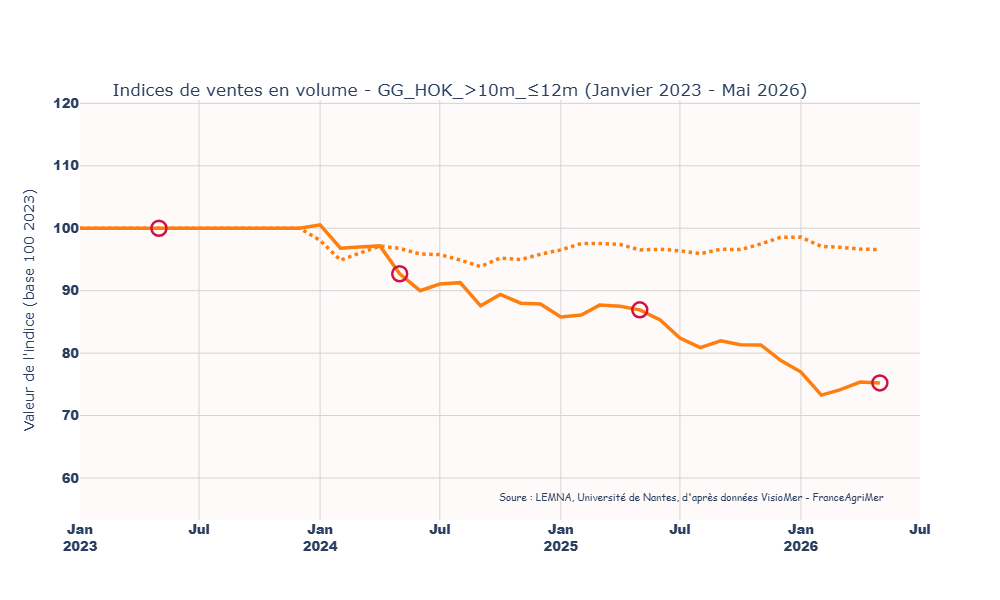 Indices de ventes en volume - GG_HOK_>10m_≤12m (Janvier 2023 - Mai 2026)
Valeur de l'indice (base 100 2023)
120
110
100
90
80
70
60
Soure : LEMNA, Université de Nantes, d'après données VisioMer - FranceAgriMer
Jan Jul Jan Jul Jan Jul Jan Jul
2023 2024 2025 2026